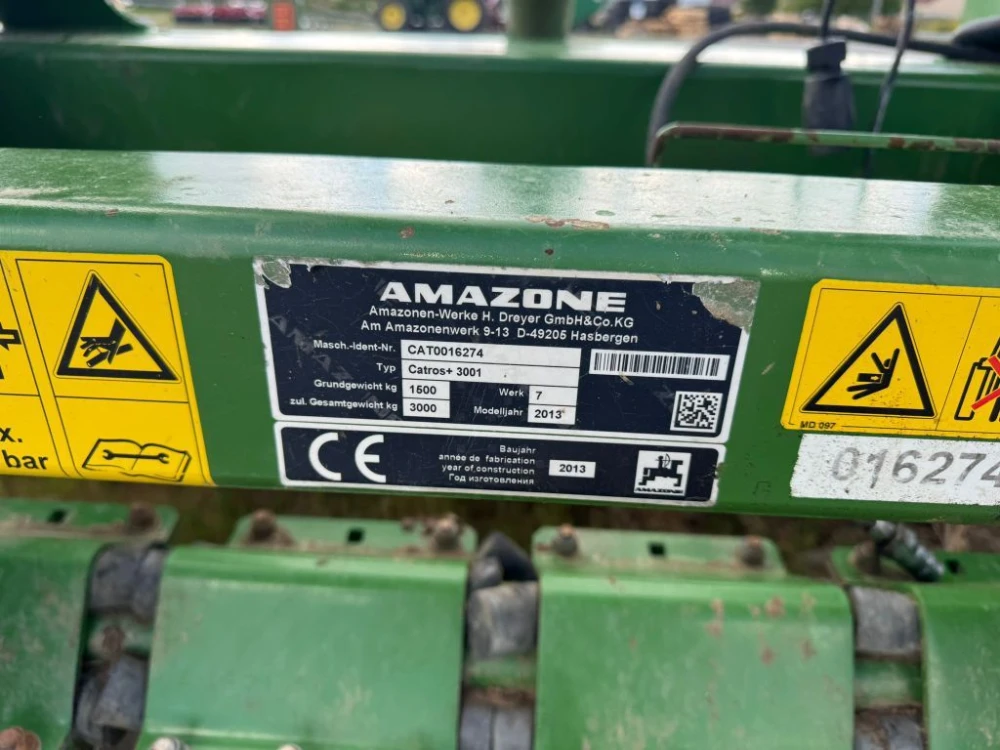 AMAZONE
Amazonen-Werke H. Dreyer GmbH&Co.KG
Am Amazonenwerk 9-13 D-49205 Hasbergen
Masch.-Ident-Nr. CAT0016274
Typ Catros+ 3001
Grundgewicht kg 1500 Werk 7
zul. Gesamtgewicht kg 3000 Modelljahr 2013
CE
Baujahr
année de fabrication
year of construction 2013
Год изготовления
AMAZONE
x.
bar
MD 097
016274